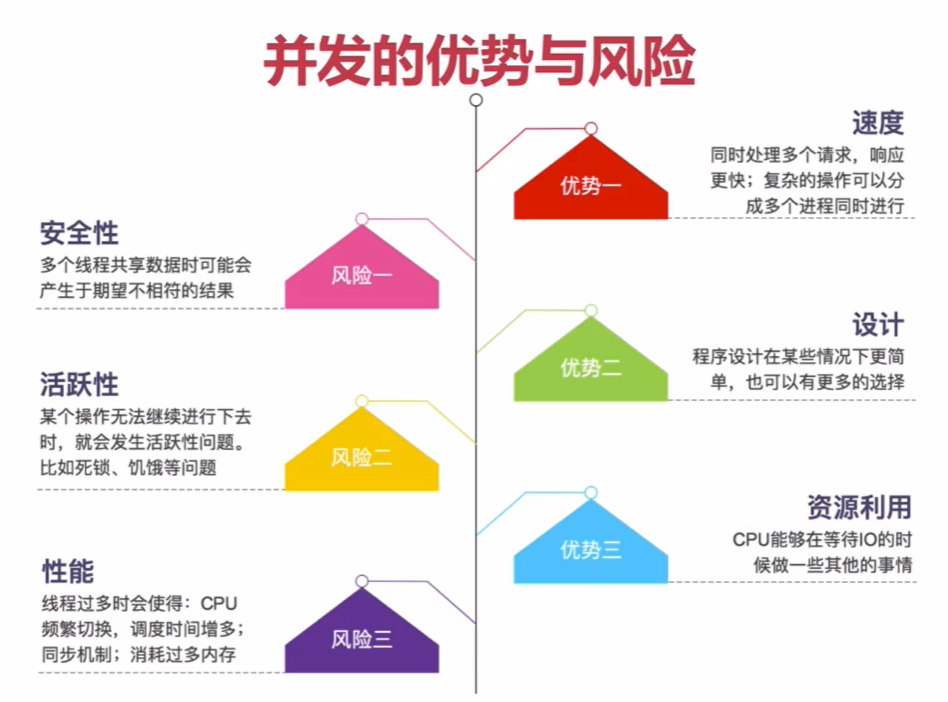 并发的优势与风险
速度
同时处理多个请求，响应
更快；复杂的操作可以分
成多个进程同时进行
优势一
安全性
多个线程共享数据时可能会
产生于期望不相符的结果
风险一
设计
程序设计在某些情况下更简
单，也可以有更多的选择
优势二
活跃性
某个操作无法继续进行下去
时，就会发生活跃性问题。
比如死锁、饥饿等问题
风险二
资源利用
CPU能够在等待IO的时
候做一些其他的事情
优势三
性能
线程过多时会使得：CPU
频繁切换，调度时间增多；
同步机制；消耗过多内存
风险三